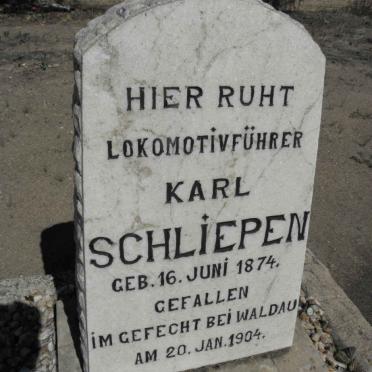 HIER RUHT
LOKOMOTIVFÜHRER
KARL
SCHLIEPEN
GEB. 16. JUNI 1874.
GEFALLEN
IM GEFECHT BEI WALDAU
AM 20. JAN. 1904.